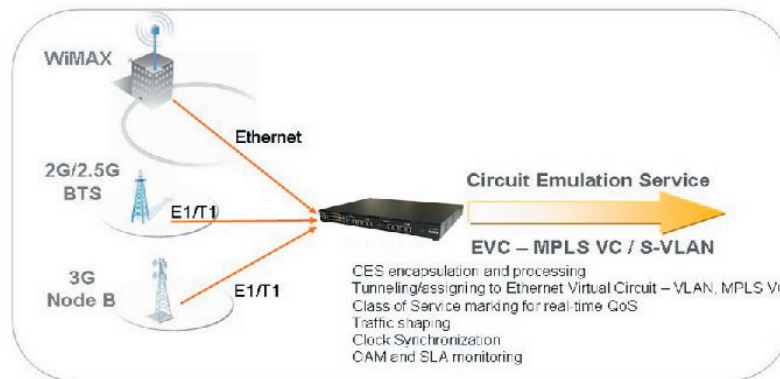 WiMAX
Ethernet
2G/2.5G
BTS
E1/T1
3G
Node B
E1/T1
Circuit Emulation Service
EVC – MPLS VC / S-VLAN
CES encapsulation and processing
Tunneling/assigning to Ethernet Virtual Circuit – VLAN, MPLS VC
Class of Service marking for real-time QoS
Traffic shaping
Clock Synchronization
OAM and SLA monitoring